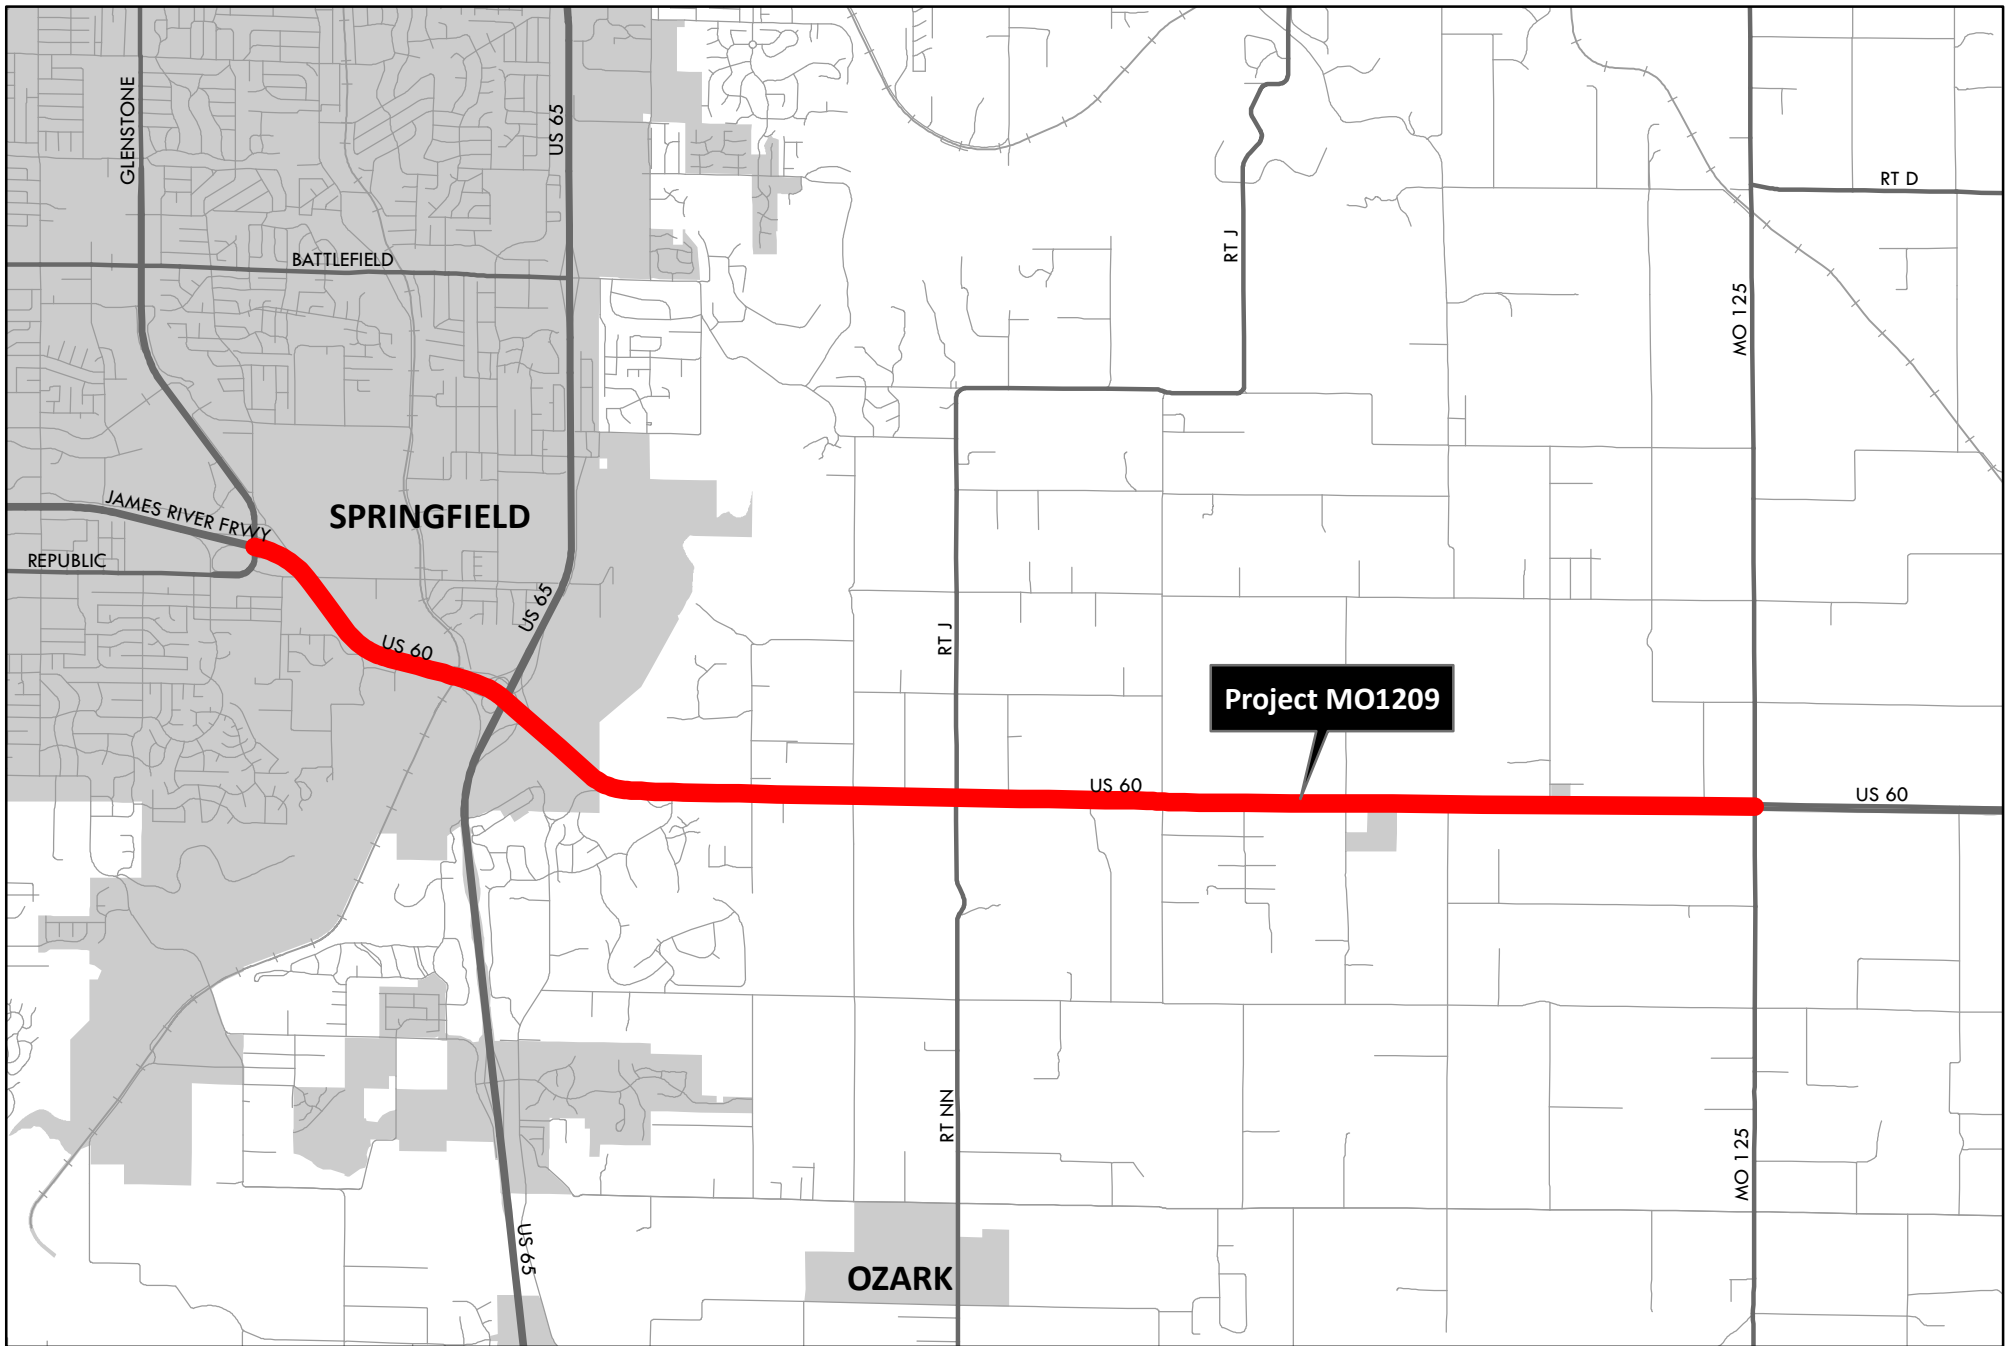 GLENSTONE
US 65
RT D
BATTLEFIELD
RT J
MO 125
JAMES RIVER FRWY
SPRINGFIELD
REPUBLIC
US 65
US 60
RT J
Project MO1209
US 60
US 60
RT NN
MO 125
US 65
OZARK